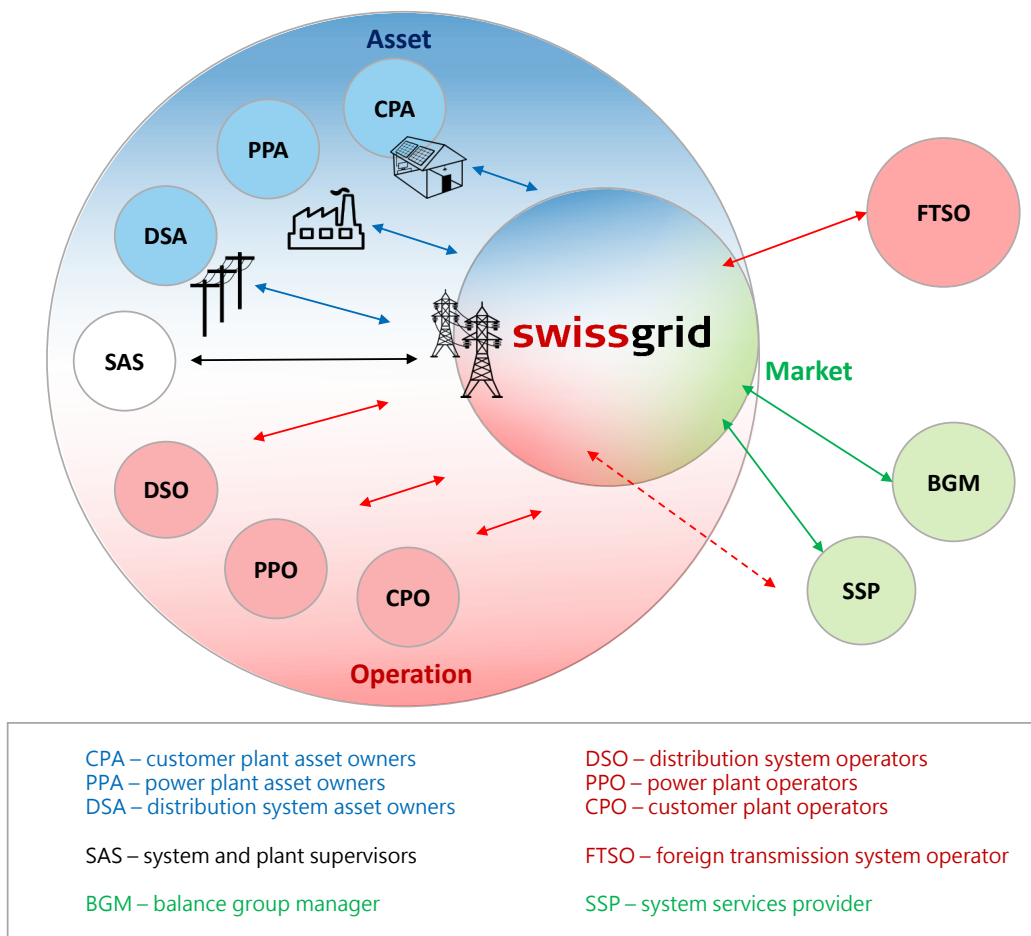 Asset
CPA
PPA
DSA
FTSO
swissgrid
SAS
Market
DSO
BGM
PPO
CPO
SSP
Operation
CPA – customer plant asset owners
PPA – power plant asset owners
DSA – distribution system asset owners
SAS – system and plant supervisors
BGM – balance group manager
DSO – distribution system operators
PPO – power plant operators
CPO – customer plant operators
FTSO – foreign transmission system operator
SSP – system services provider